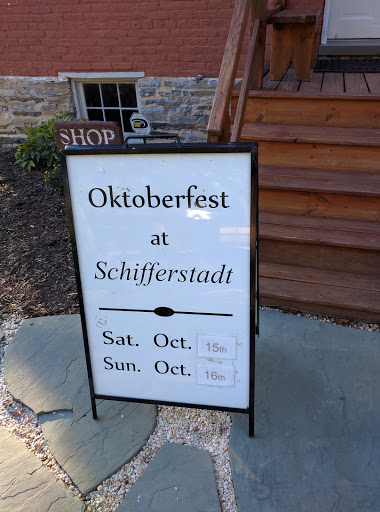 SHOP
Oktoberfest
at
Schifferstadt
Sat. Oct. 15th
Sun. Oct. 16th